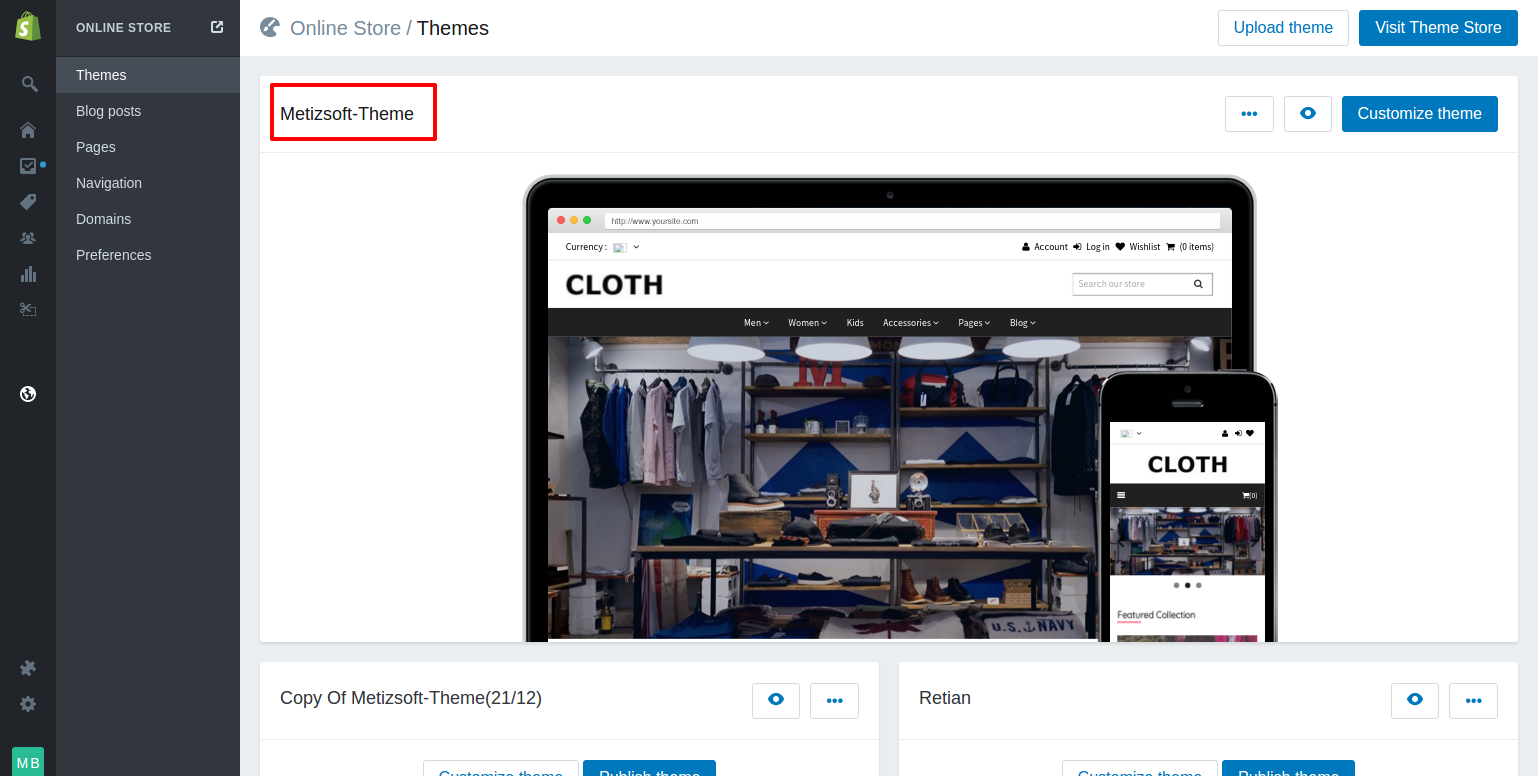 ONLINE STORE
Online Store / Themes
Upload theme
Visit Theme Store
Themes
Blog posts
Pages
Navigation
Domains
Preferences
MB
Metizsoft-Theme
Customize theme
http://www.yoursite.com
Currency :
Account Log in Wishlist (0 items)
CLOTH
Search our store
Men Women Kids Accessories Pages Blog
M
U.S. NAVY
CLOTH
(0)
Featured Collection
Copy Of Metizsoft-Theme(21/12)
Customize theme
Publish theme
Retian
Customize theme
Publish theme